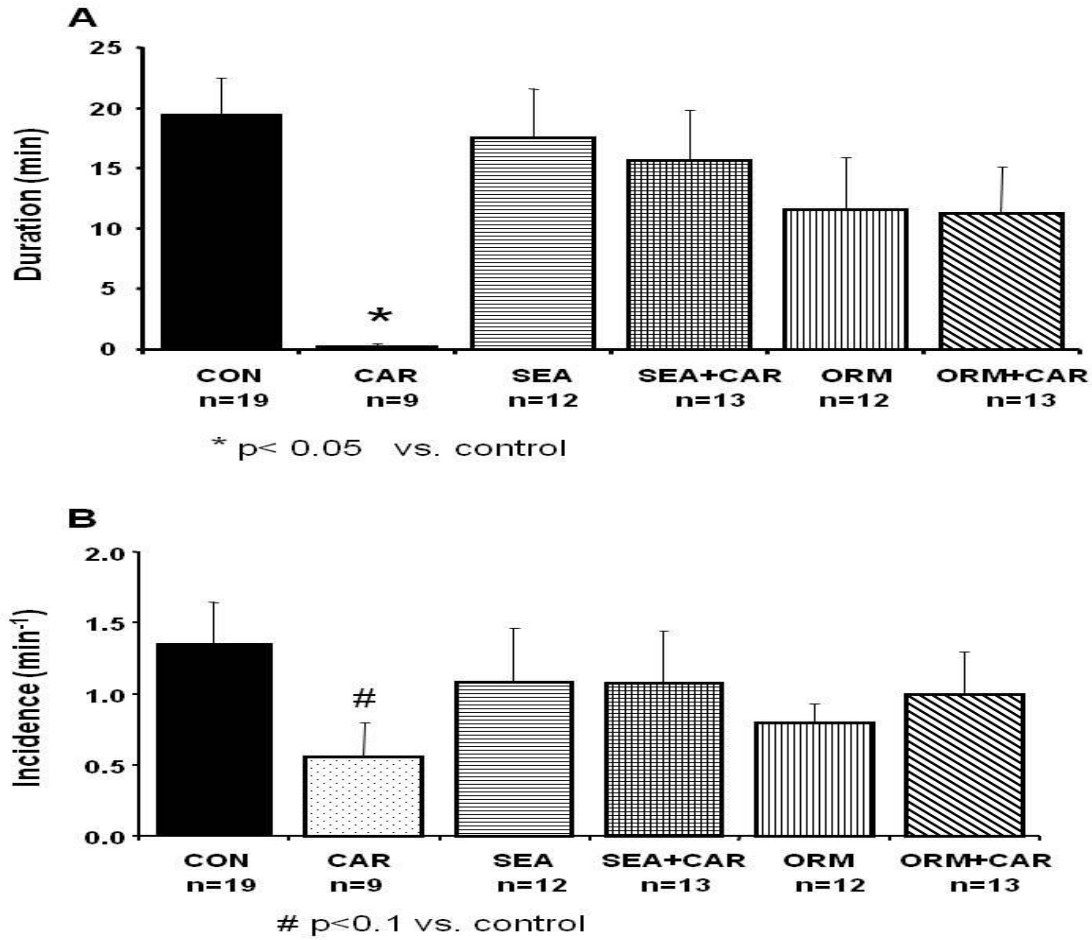 A
25
20
15
10
5
0
Duration (min)
*
CON CAR SEA SEA+CAR ORM ORM+CAR
n=19 n=9 n=12 n=13 n=12 n=13
* p< 0.05 vs. control
B
2.0
1.5
1.0
0.5
0.0
Incidence (min⁻¹)
#
CON CAR SEA SEA+CAR ORM ORM+CAR
n=19 n=9 n=12 n=13 n=12 n=13
# p<0.1 vs. control